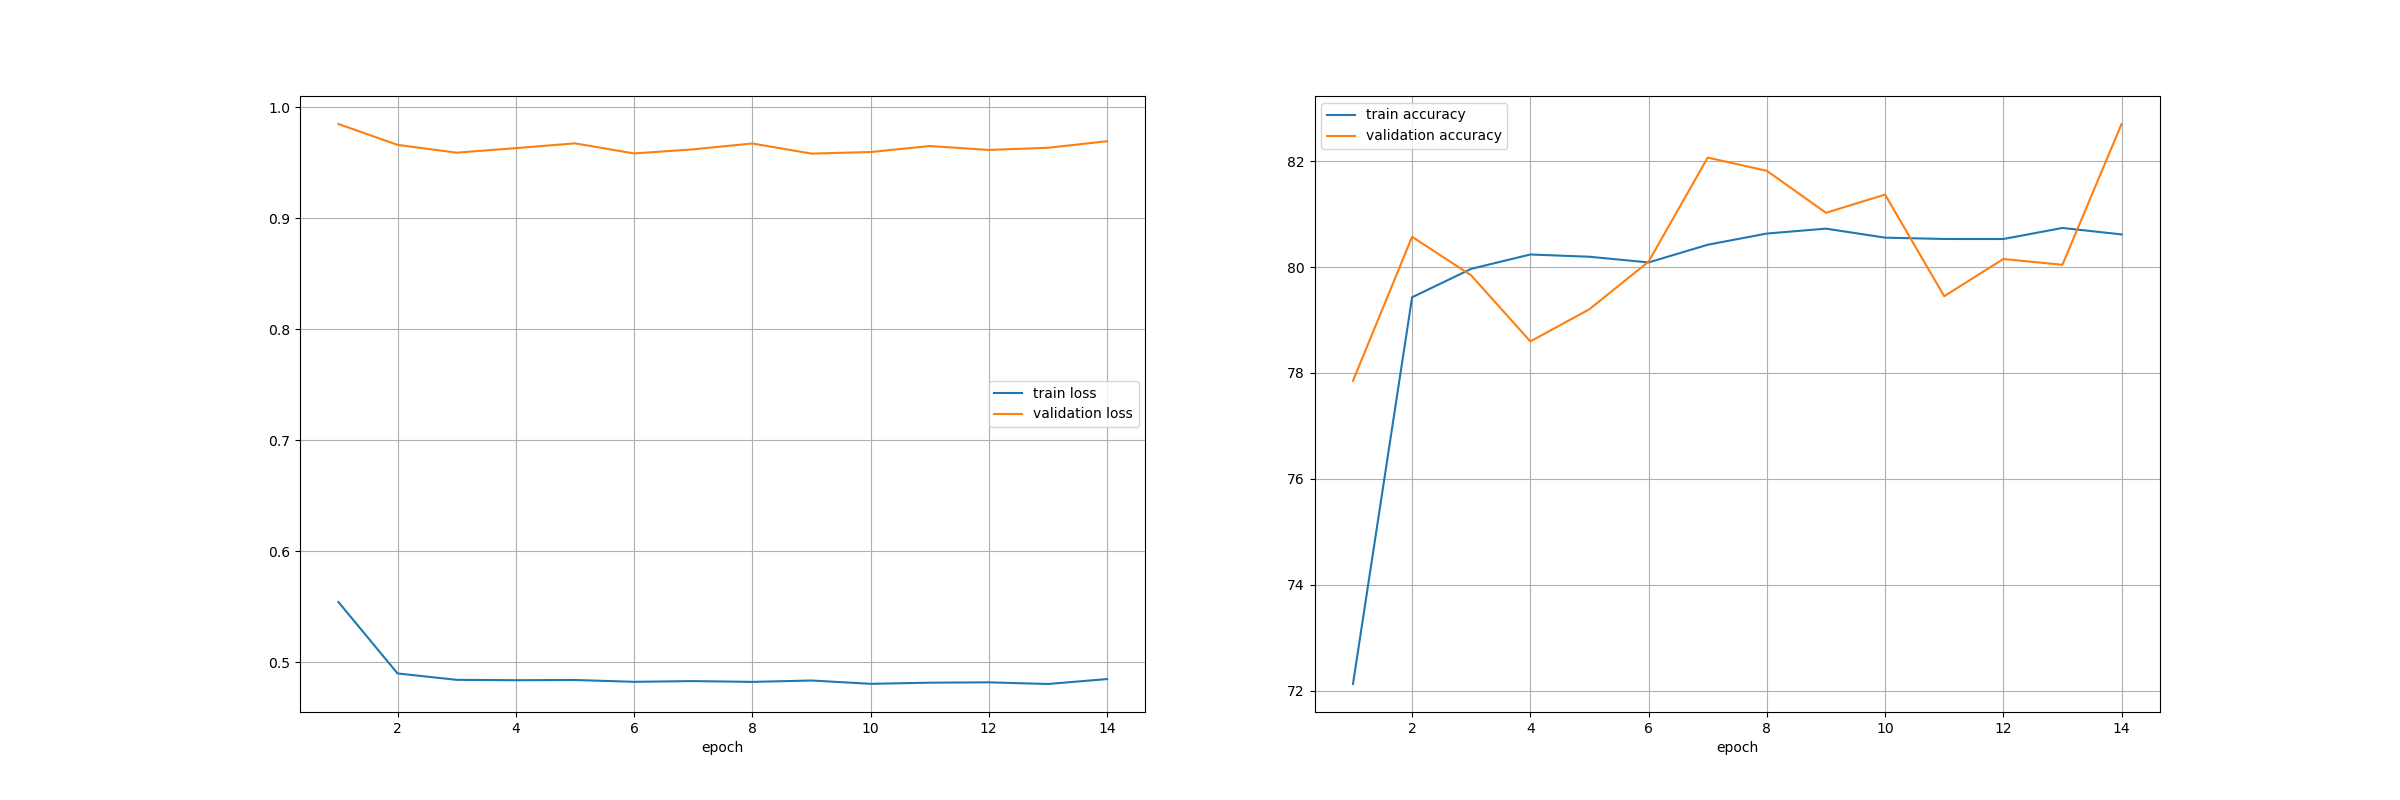 1.0
0.9
0.8
0.7
0.6
0.5
2 4 6 8 10 12 14
epoch
train loss
validation loss
train accuracy
validation accuracy
82
80
78
76
74
72
2 4 6 8 10 12 14
epoch